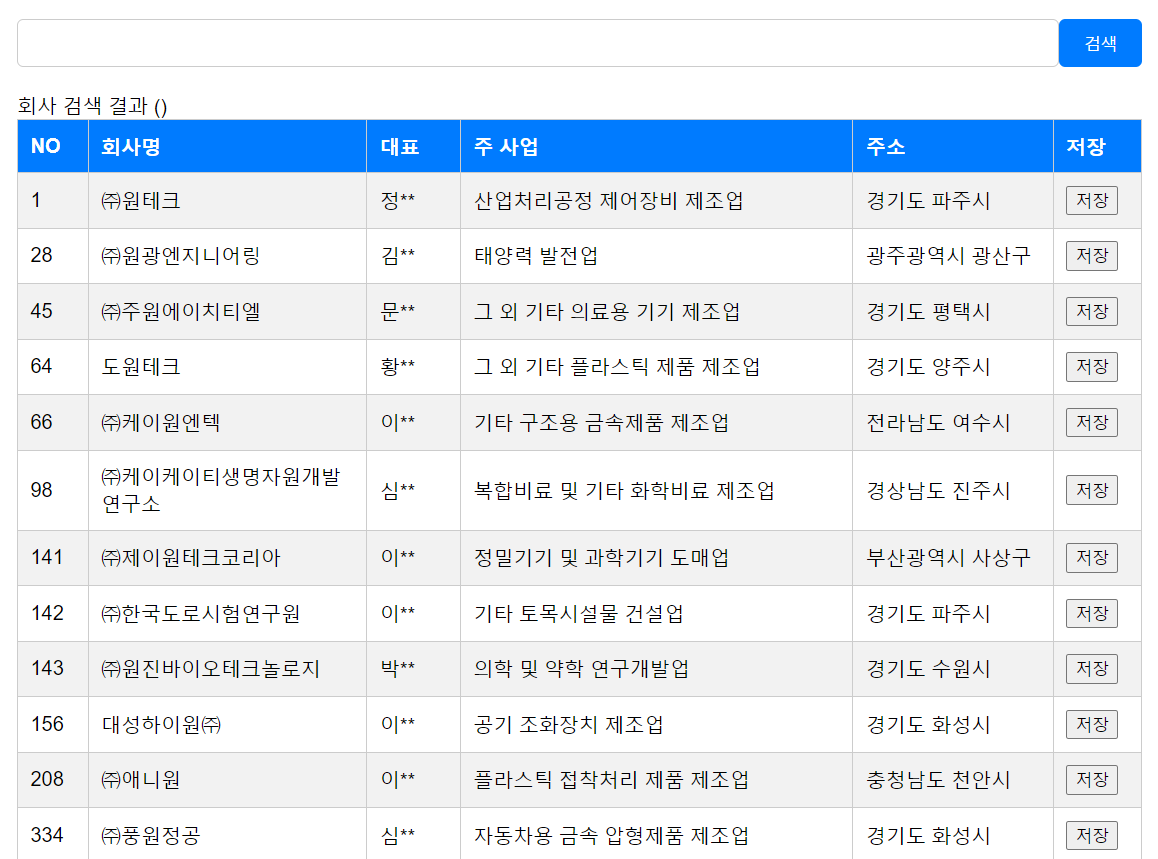 검색
회사 검색 결과 ()
NO 회사명 대표 주 사업 주소 저장
1 ㈜원테크 정** 산업처리공정 제어장비 제조업 경기도 파주시 저장
28 ㈜원광엔지니어링 김** 태양력 발전업 광주광역시 광산구 저장
45 ㈜주원에이치티엘 문** 그 외 기타 의료용 기기 제조업 경기도 평택시 저장
64 도원테크 황** 그 외 기타 플라스틱 제품 제조업 경기도 양주시 저장
66 ㈜케이원엔텍 이** 기타 구조용 금속제품 제조업 전라남도 여수시 저장
98 ㈜케이케이티생명자원개발
연구소 심** 복합비료 및 기타 화학비료 제조업 경상남도 진주시 저장
141 ㈜제이원테크코리아 이** 정밀기기 및 과학기기 도매업 부산광역시 사상구 저장
142 ㈜한국도로시험연구원 이** 기타 토목시설물 건설업 경기도 파주시 저장
143 ㈜원진바이오테크놀로지 박** 의학 및 약학 연구개발업 경기도 수원시 저장
156 대성하이원㈜ 이** 공기 조화장치 제조업 경기도 화성시 저장
208 ㈜애니원 이** 플라스틱 접착처리 제품 제조업 충청남도 천안시 저장
334 ㈜풍원정공 심** 자동차용 금속 압형제품 제조업 경기도 화성시 저장